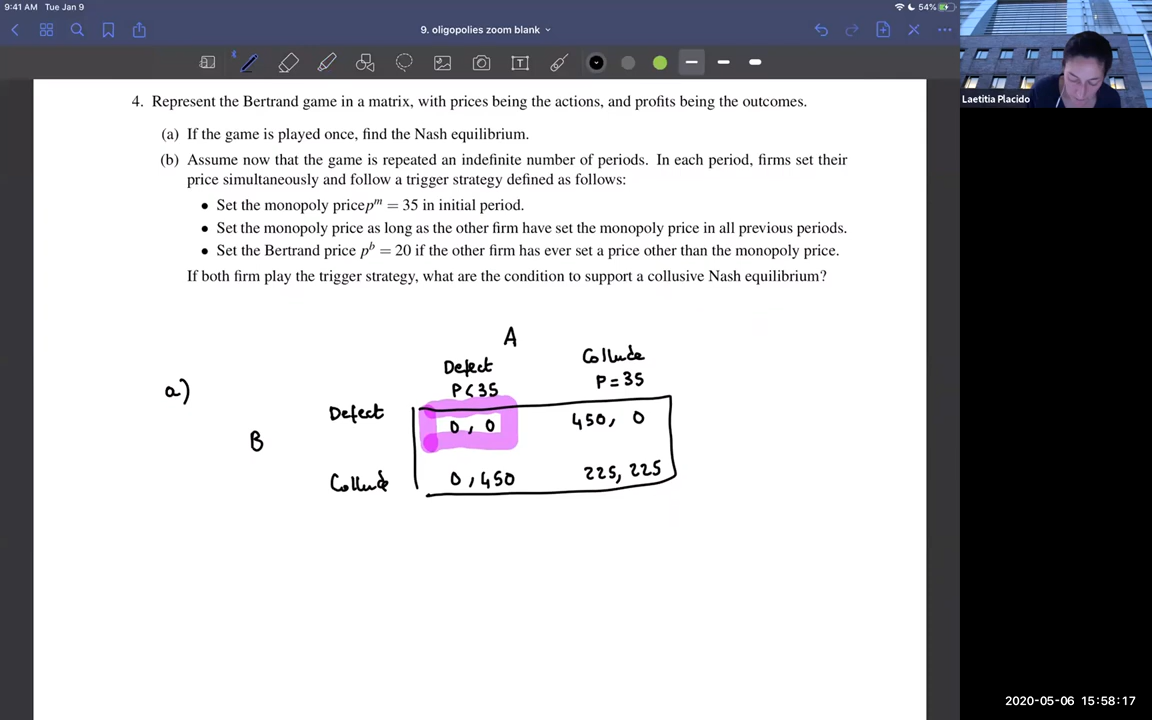 9:41 AM Tue Jan 9
54%
9. oligopolies zoom blank
4. Represent the Bertrand game in a matrix, with prices being the actions, and profits being the outcomes.
(a) If the game is played once, find the Nash equilibrium.
(b) Assume now that the game is repeated an indefinite number of periods. In each period, firms set their
price simultaneously and follow a trigger strategy defined as follows:
• Set the monopoly pricep^m = 35 in initial period.
• Set the monopoly price as long as the other firm have set the monopoly price in all previous periods.
• Set the Bertrand price p^b = 20 if the other firm has ever set a price other than the monopoly price.
If both firm play the trigger strategy, what are the condition to support a collusive Nash equilibrium?
A
Defect Collude
P<35 P=35
a)
Defect 0, 0 450, 0
B
Collude 0, 450 225, 225
Laetitia Placido
2020-05-06 15:58:17